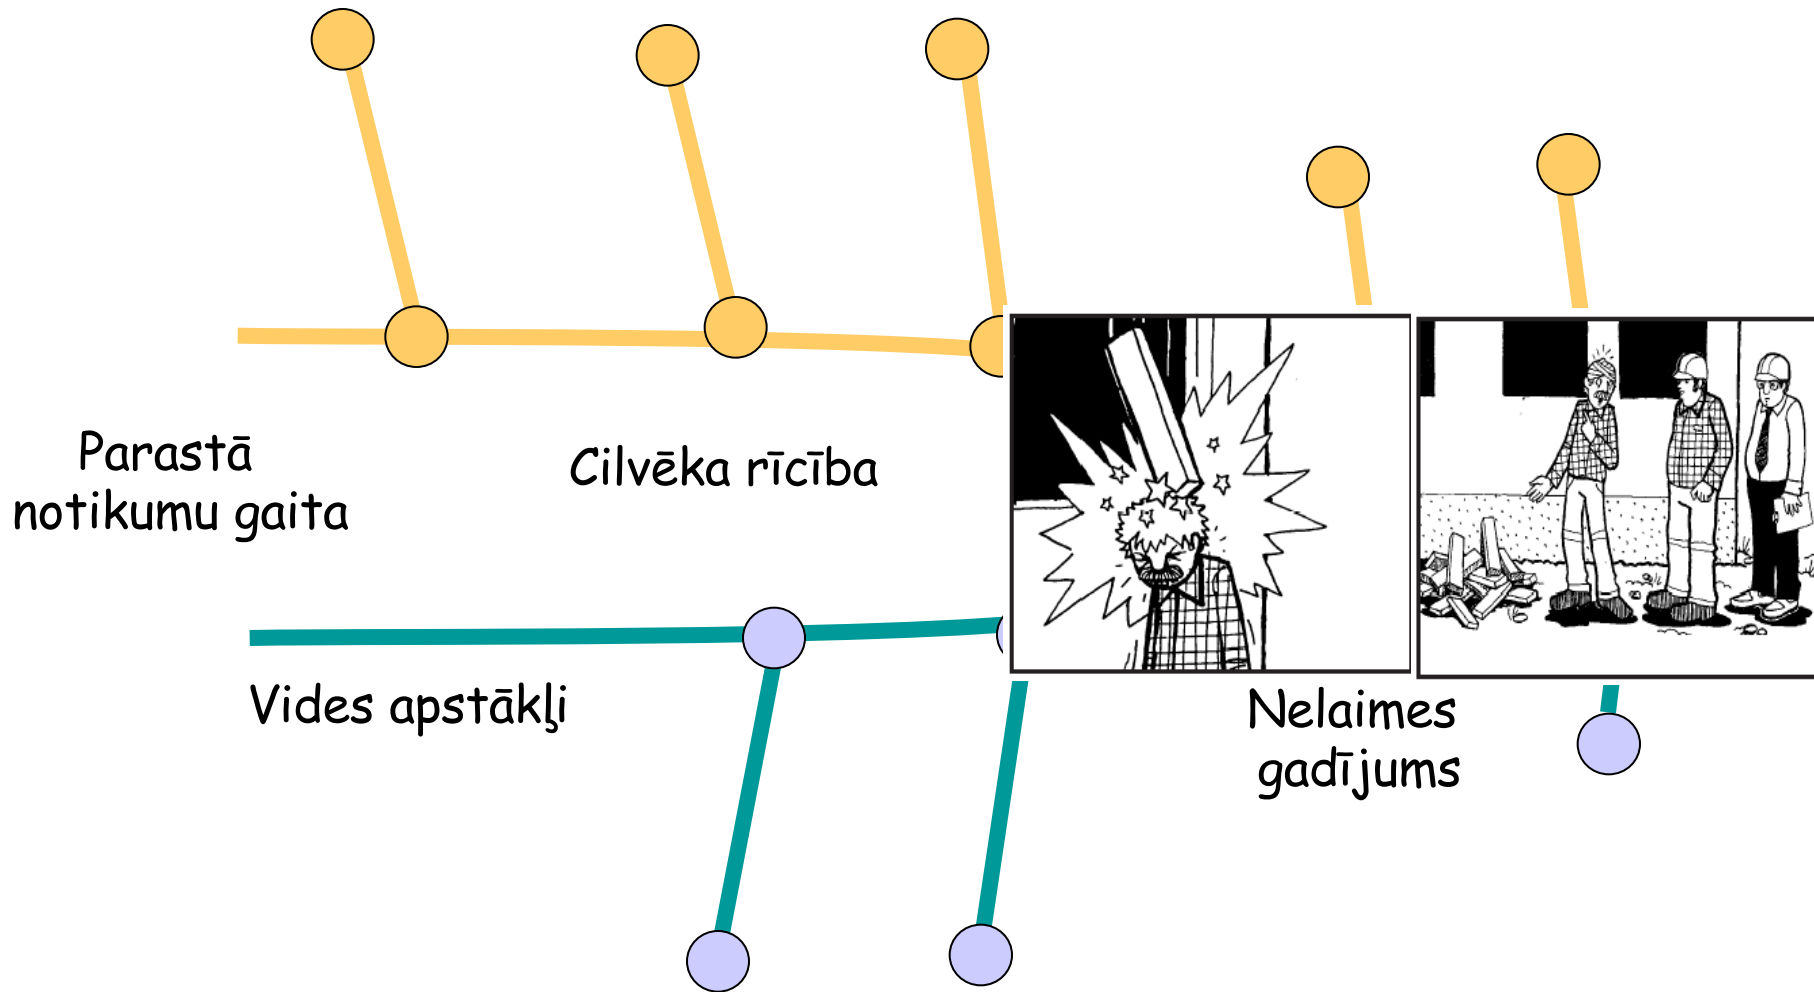 Parastā
notikumu gaita
Cilvēka rīcība
Vides apstākļi
Nelaimes
gadījums